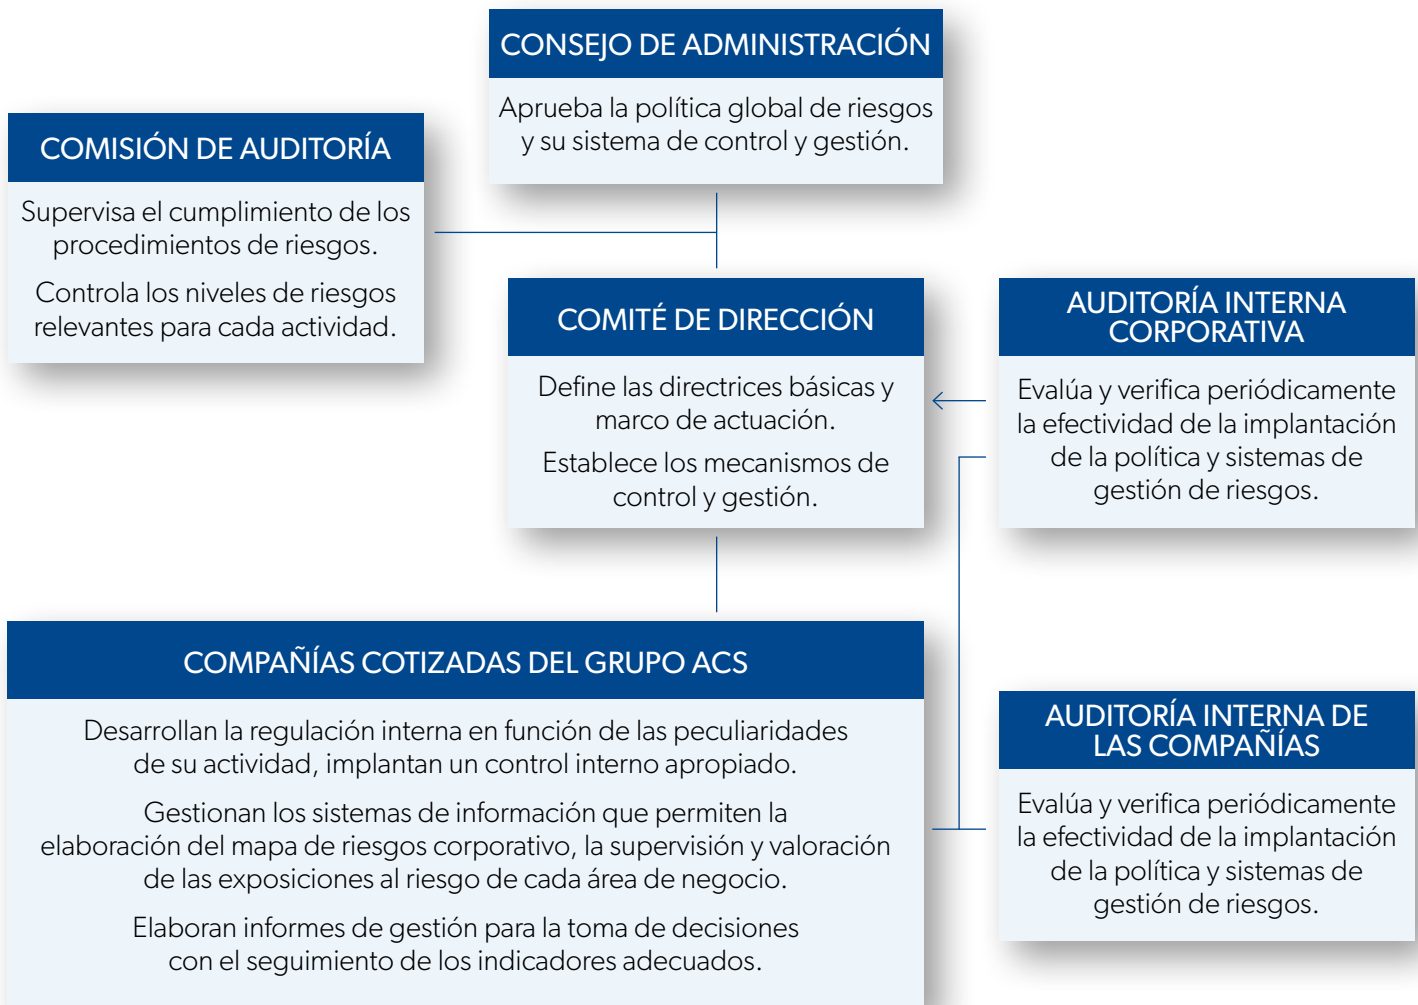 CONSEJO DE ADMINISTRACIÓN
Aprueba la política global de riesgos
y su sistema de control y gestión.
COMISIÓN DE AUDITORÍA
Supervisa el cumplimiento de los
procedimientos de riesgos.
Controla los niveles de riesgos
relevantes para cada actividad.
COMITÉ DE DIRECCIÓN
Define las directrices básicas y
marco de actuación.
Establece los mecanismos de
control y gestión.
AUDITORÍA INTERNA
CORPORATIVA
Evalúa y verifica periódicamente
la efectividad de la implantación
de la política y sistemas de
gestión de riesgos.
COMPAÑÍAS COTIZADAS DEL GRUPO ACS
Desarrollan la regulación interna en función de las peculiaridades
de su actividad, implantan un control interno apropiado.
Gestionan los sistemas de información que permiten la
elaboración del mapa de riesgos corporativo, la supervisión y valoración
de las exposiciones al riesgo de cada área de negocio.
Elaboran informes de gestión para la toma de decisiones
con el seguimiento de los indicadores adecuados.
AUDITORÍA INTERNA DE
LAS COMPAÑÍAS
Evalúa y verifica periódicamente
la efectividad de la implantación
de la política y sistemas de
gestión de riesgos.